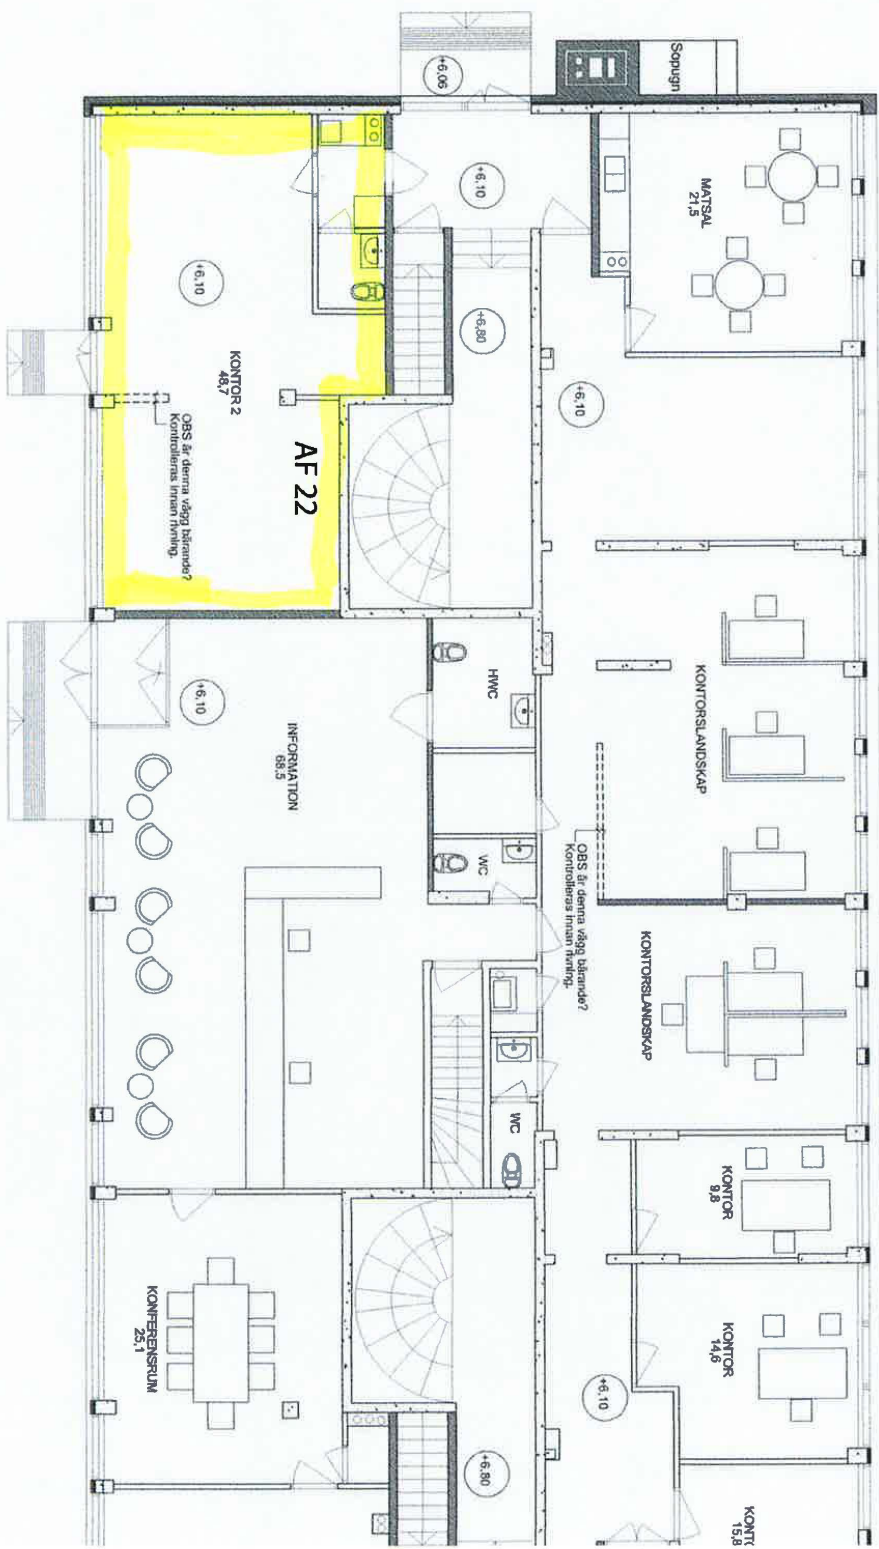 Sopugn
+6,06
+6,10
MATSAL
21,5
+6,10
+6,80
KONTOR 2
48,7
+6,10
OBS är denna vägg bärande?
Kontrolleras innan rivning.
AF 22
+6,10
INFORMATION
68,5
HWC
KONTORSLANDSKAP
WC
OBS är denna vägg bärande?
Kontrolleras innan rivning.
KONTORSLANDSKAP
WC
KONTOR
9,8
KONFERENSRUM
25,1
KONTOR
14,6
+6,10
+6,80
KONTO
15,8